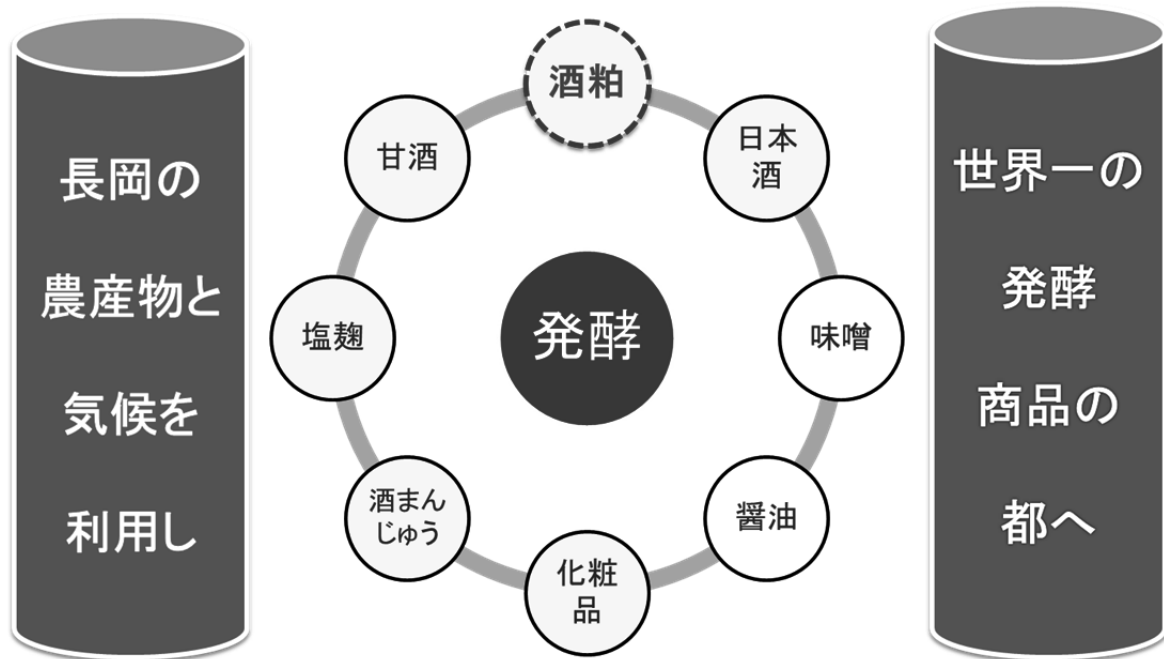 長岡の
農産物と
気候を
利用し
酒粕
日本
酒
味噌
醤油
化粧
品
酒まん
じゅう
塩麹
甘酒
発酵
世界一の
発酵
商品の
都へ